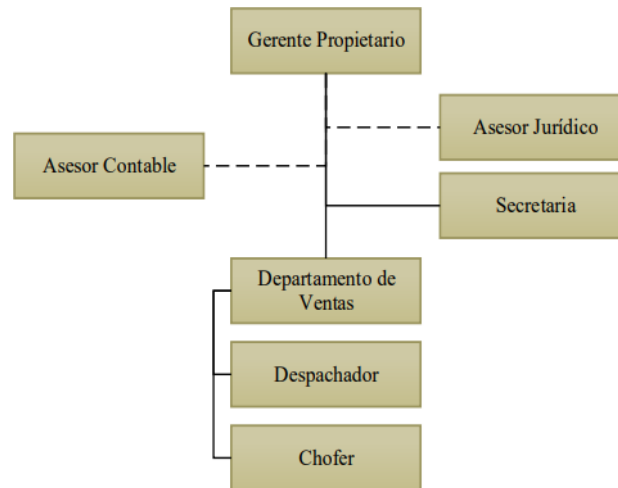 Gerente Propietario
Asesor Jurídico
Asesor Contable
Secretaria
Departamento de
Ventas
Despachador
Chofer